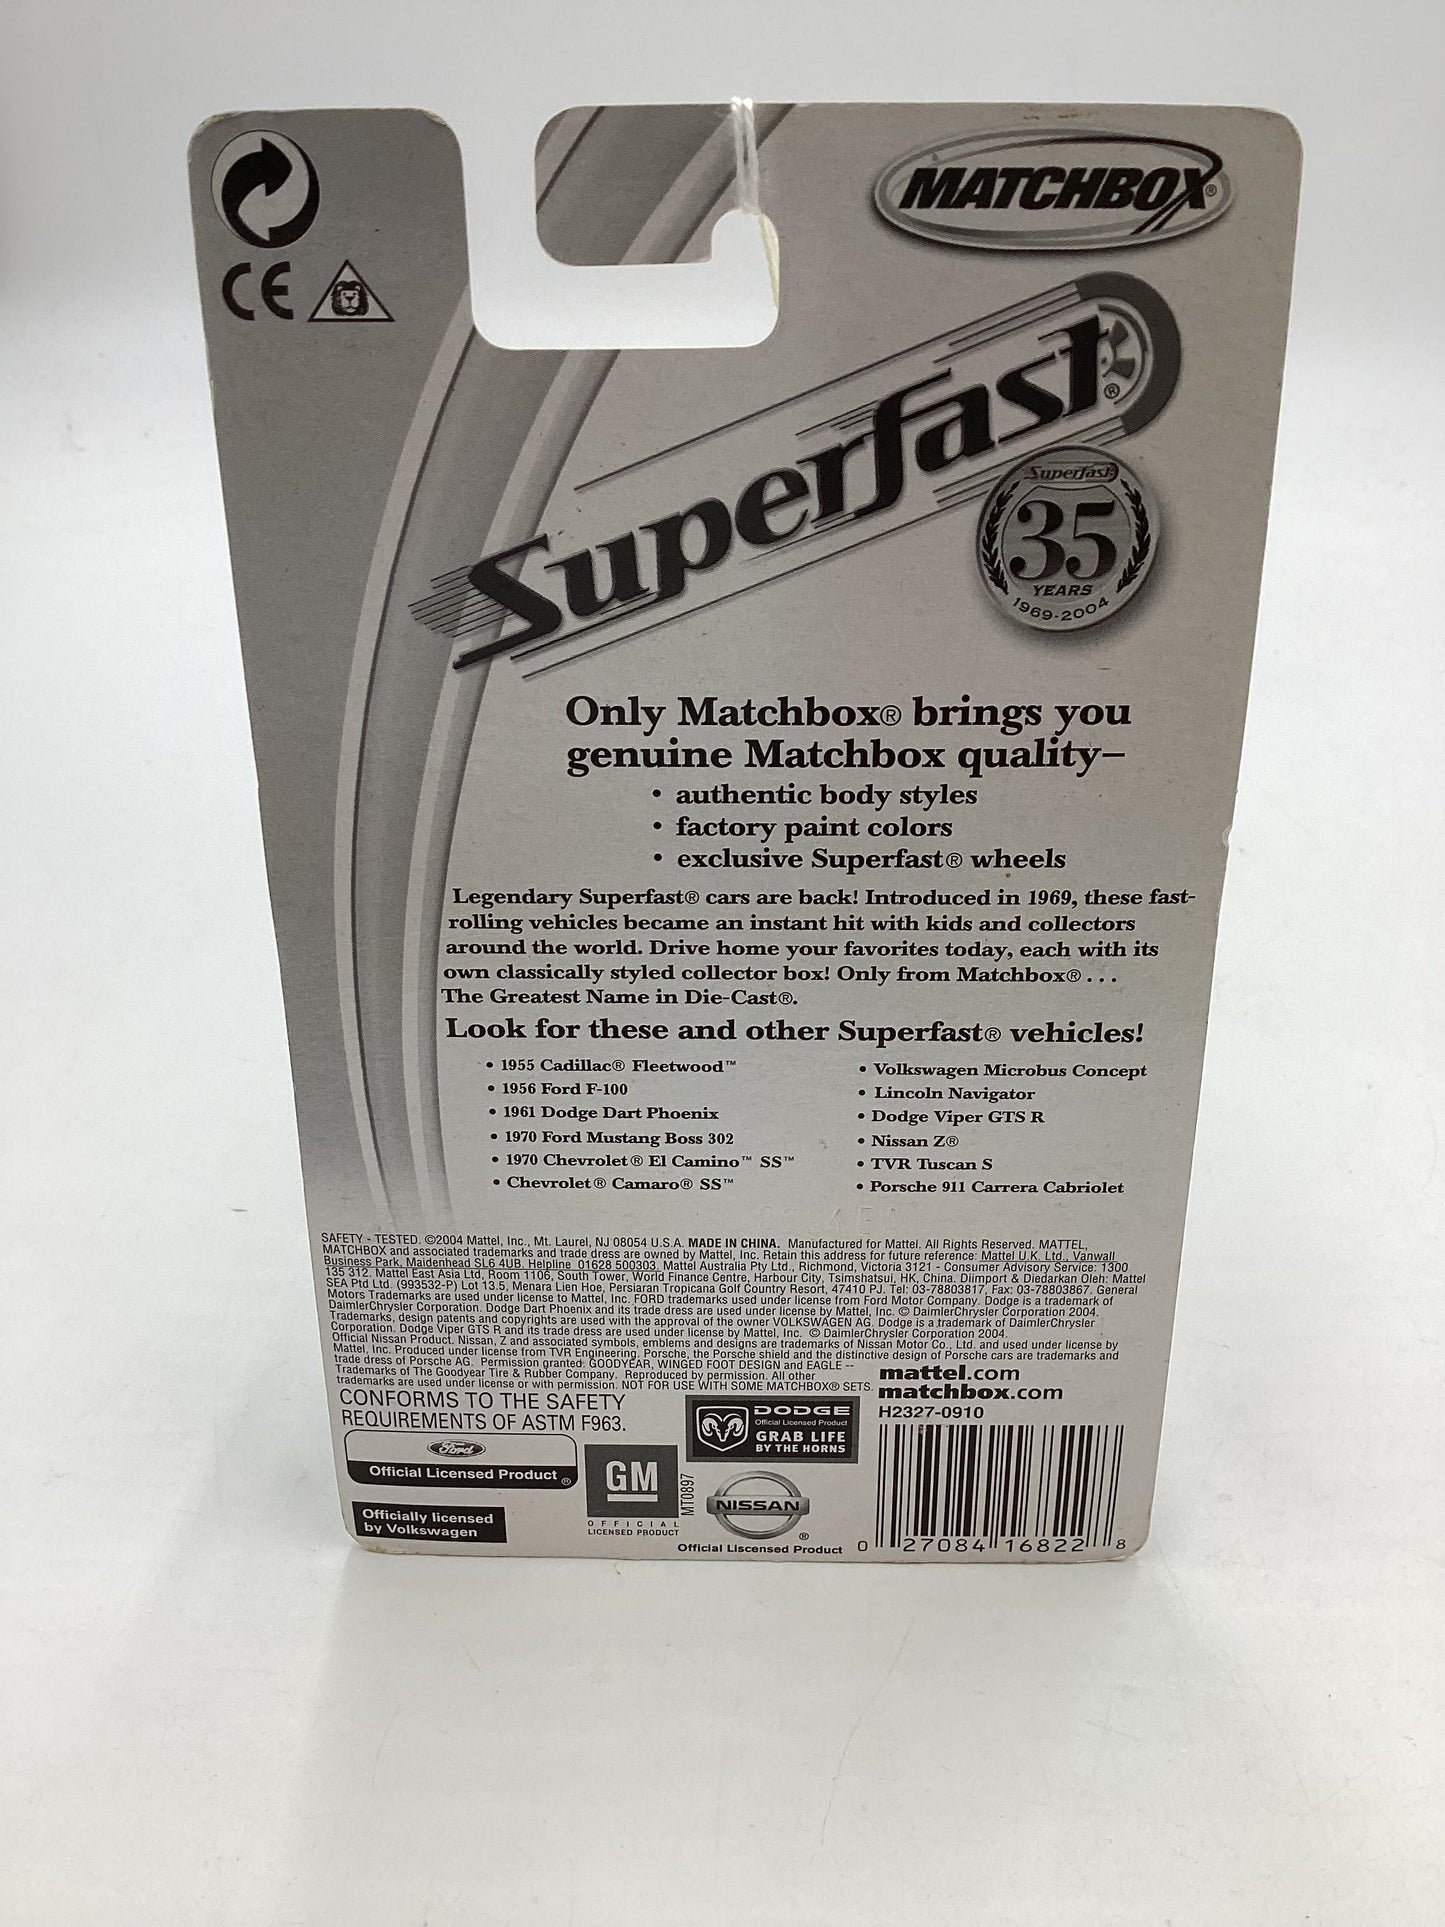 CE
MATCHBOX®
Superfast®
Superfast
35
YEARS
1969-2004
Only Matchbox® brings you
genuine Matchbox quality–
• authentic body styles
• factory paint colors
• exclusive Superfast® wheels
Legendary Superfast® cars are back! Introduced in 1969, these fast-
rolling vehicles became an instant hit with kids and collectors
around the world. Drive home your favorites today, each with its
own classically styled collector box! Only from Matchbox® . . .
The Greatest Name in Die-Cast®.
Look for these and other Superfast® vehicles!
• 1955 Cadillac® Fleetwood™
• 1956 Ford F-100
• 1961 Dodge Dart Phoenix
• 1970 Ford Mustang Boss 302
• 1970 Chevrolet® El Camino™ SS™
• Chevrolet® Camaro® SS™
• Volkswagen Microbus Concept
• Lincoln Navigator
• Dodge Viper GTS R
• Nissan Z®
• TVR Tuscan S
• Porsche 911 Carrera Cabriolet
SAFETY - TESTED. ©2004 Mattel, Inc., Mt. Laurel, NJ 08054 U.S.A. MADE IN CHINA. Manufactured for Mattel. All Rights Reserved. MATTEL,
MATCHBOX and associated trademarks and trade dress are owned by Mattel, Inc. Retain this address for future reference: Mattel U.K. Ltd., Vanwall
Business Park, Maidenhead SL6 4UB. Helpline 01628 500303. Mattel Australia Pty Ltd., Richmond, Victoria 3121 - Consumer Advisory Service: 1300
135 312. Mattel East Asia Ltd, Room 1106, South Tower, World Finance Centre, Harbour City, Tsimshatsui, HK, China. Diimport & Diedarkan Oleh: Mattel
SEA Ptd Ltd. (993532-P) Lot 13.5, Menara Lien Hoe, Persiaran Tropicana Golf Country Resort, 47410 PJ. Tel: 03-78803817, Fax: 03-78803867. General
Motors Trademarks are used under license to Mattel, Inc. FORD trademarks used under license from Ford Motor Company. Dodge is a trademark of
DaimlerChrysler Corporation. Dodge Dart Phoenix and its trade dress are used under license by Mattel, Inc. © DaimlerChrysler Corporation 2004.
Trademarks, design patents and copyrights are used with the approval of the owner VOLKSWAGEN AG. Dodge is a trademark of DaimlerChrysler
Corporation. Dodge Viper GTS R and its trade dress are used under license by Mattel, Inc. © DaimlerChrysler Corporation 2004.
Official Nissan Product. Nissan, Z and associated symbols, emblems and designs are trademarks of Nissan Motor Co., Ltd. and used under license by
Mattel, Inc. Produced under license from TVR Engineering. Porsche, the Porsche shield and the distinctive design of Porsche cars are trademarks and
trade dress of Porsche AG. Permission granted. GOODYEAR, WINGED FOOT DESIGN and EAGLE --
Trademarks of The Goodyear Tire & Rubber Company. Reproduced by permission. All other
trademarks are used under license or with permission. NOT FOR USE WITH SOME MATCHBOX® SETS.
mattel.com
matchbox.com
H2327-0910
CONFORMS TO THE SAFETY
REQUIREMENTS OF ASTM F963.
Ford
Official Licensed Product ®
Officially licensed
by Volkswagen
GM
OFFICIAL
LICENSED PRODUCT
MT0897
DODGE
Official Licensed Product
GRAB LIFE
BY THE HORNS
NISSAN
®
Official Liscensed Product
0 27084 16822 8